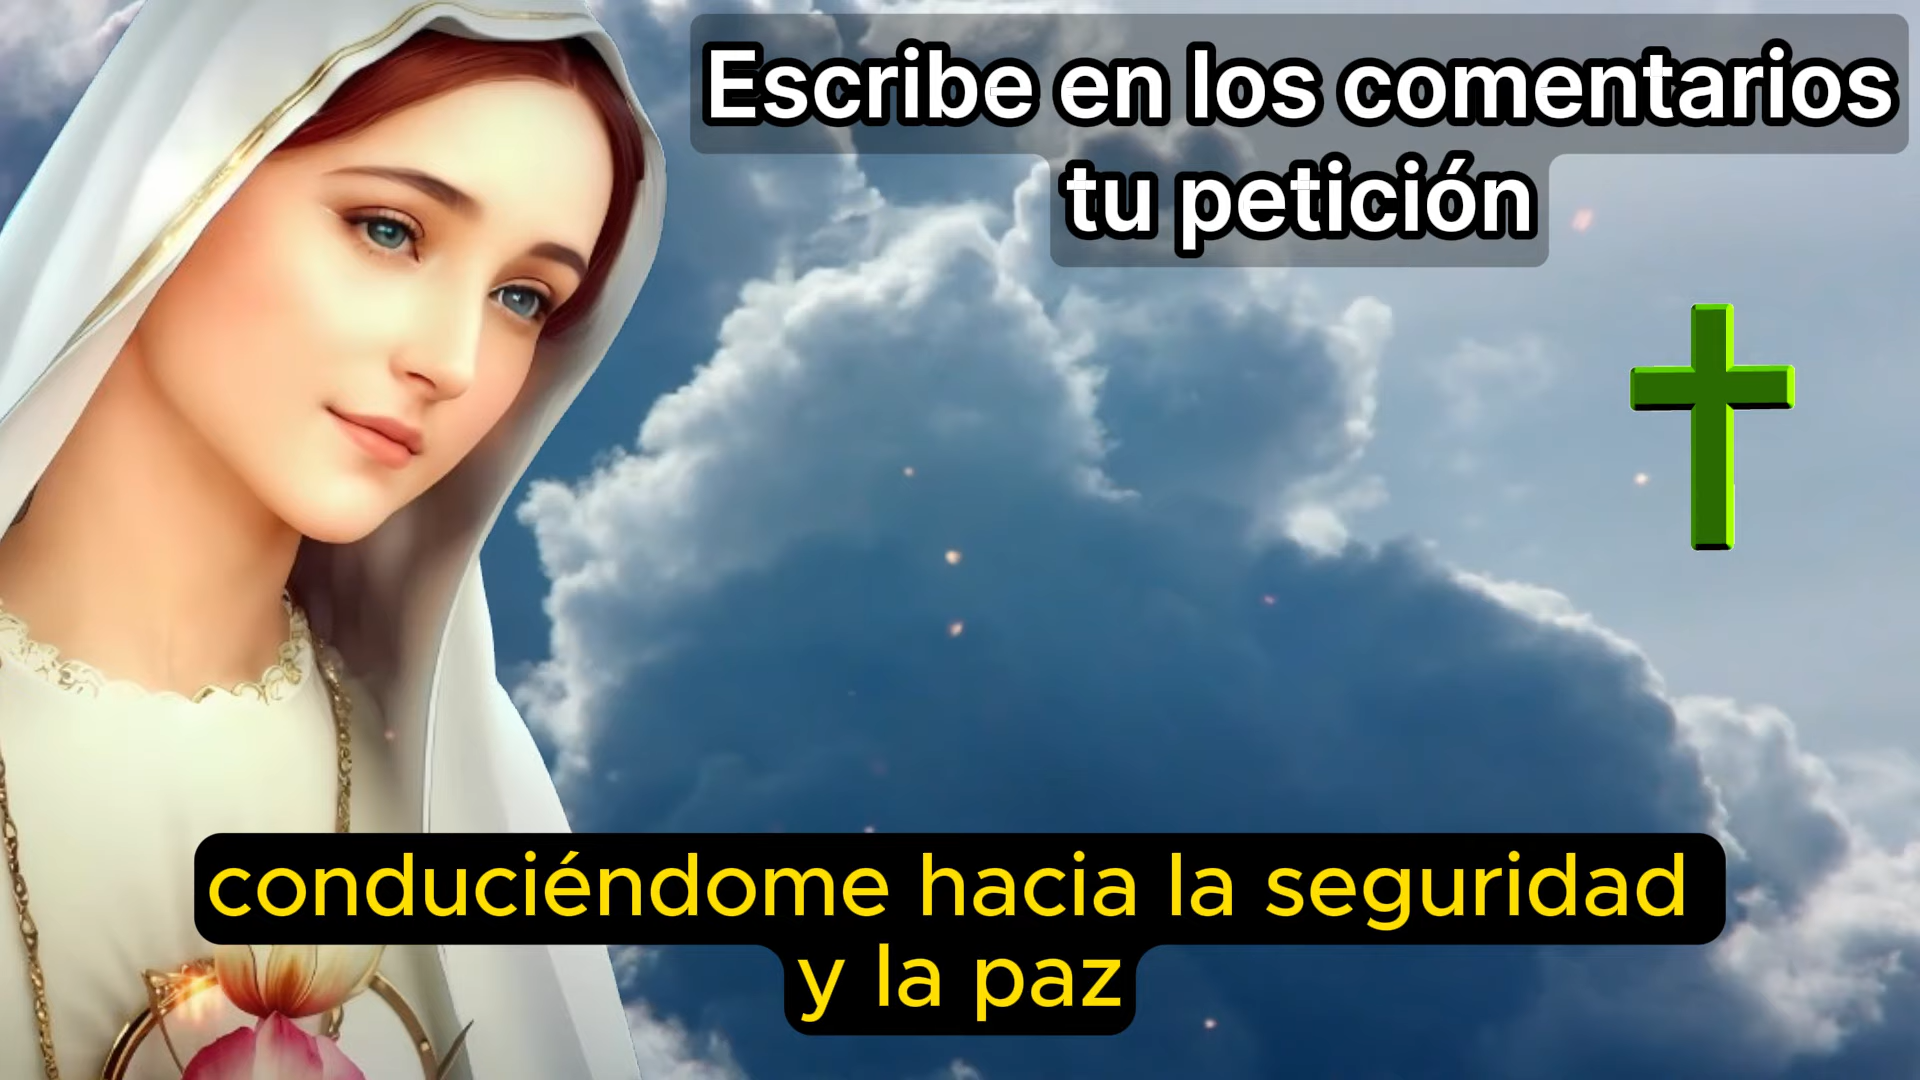 Escribe en los comentarios
tu petición
conduciéndome hacia la seguridad
y la paz